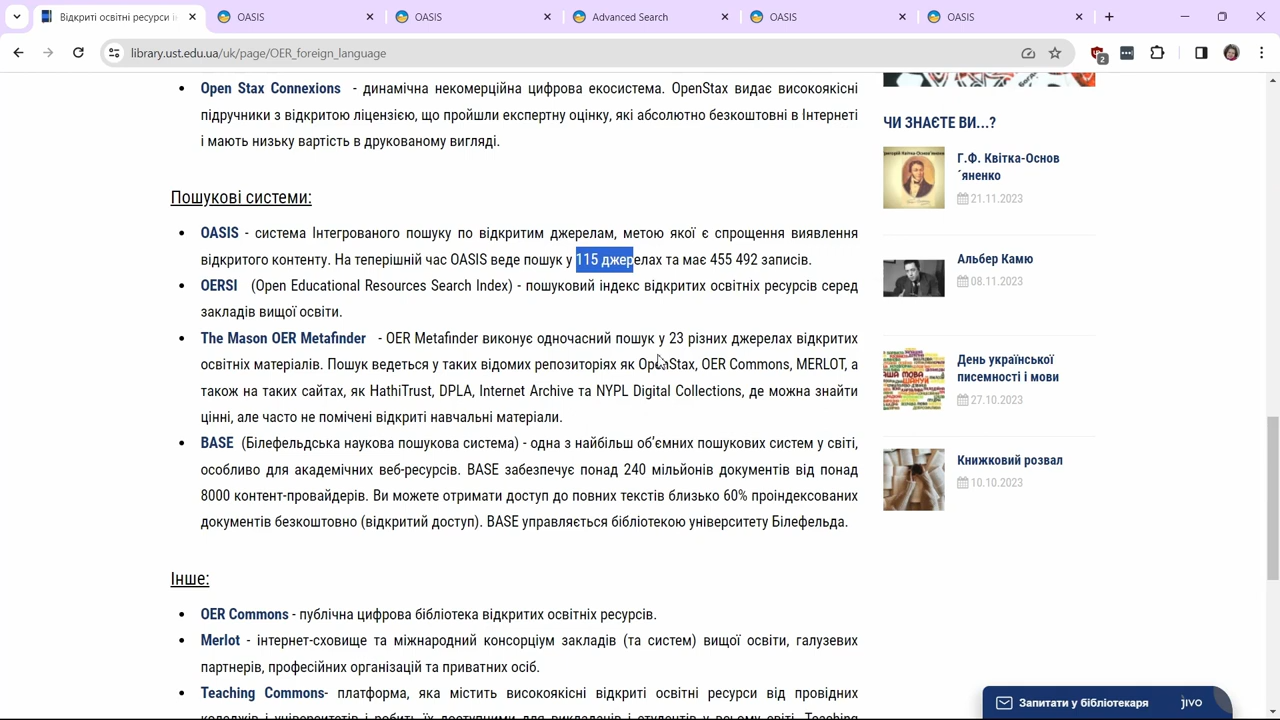 Відкриті освітні ресурси і
OASIS
OASIS
Advanced Search
OASIS
OASIS
library.ust.edu.ua/uk/page/OER_foreign_language
2
Open Stax Connexions - динамічна некомерційна цифрова екосистема. OpenStax видає високоякісні
підручники з відкритою ліцензією, що пройшли експертну оцінку, які абсолютно безкоштовні в Інтернеті
і мають низьку вартість в друкованому вигляді.
Пошукові системи:
OASIS - система Інтегрованого пошуку по відкритим джерелам, метою якої є спрощення виявлення
відкритого контенту. На теперішній час OASIS веде пошук у 115 джерелах та має 455 492 записів.
OERSI (Open Educational Resources Search Index) - пошуковий індекс відкритих освітніх ресурсів серед
закладів вищої освіти.
The Mason OER Metafinder - OER Metafinder виконує одночасний пошук у 23 різних джерелах відкритих
освітніх матеріалів. Пошук ведеться у таких відомих репозиторіях як OpenStax, OER Commons, MERLOT, а
також на таких сайтах, як HathiTrust, DPLA, Internet Archive та NYPL Digital Collections, де можна знайти
цінні, але часто не помічені відкриті навчальні матеріали.
BASE (Білефельдська наукова пошукова система) - одна з найбільш об’ємних пошукових систем у світі,
особливо для академічних веб-ресурсів. BASE забезпечує понад 240 мільйонів документів від понад
8000 контент-провайдерів. Ви можете отримати доступ до повних текстів близько 60% проіндексованих
документів безкоштовно (відкритий доступ). BASE управляється бібліотекою університету Білефельда.
Інше:
OER Commons - публічна цифрова бібліотека відкритих освітніх ресурсів.
Merlot - інтернет-сховище та міжнародний консорціум закладів (та систем) вищої освіти, галузевих
партнерів, професійних організацій та приватних осіб.
Teaching Commons- платформа, яка містить високоякісні відкриті освітні ресурси від провідних
коледжів і університетів і робить їх доступними для викладачів і студентів у всьому світі. Teaching
ЧИ ЗНАЄТЕ ВИ...?
Г.Ф. Квітка-Основ
´яненко
21.11.2023
Альбер Камю
08.11.2023
День української
писемності і мови
27.10.2023
Книжковий розвал
10.10.2023
Запитати у бібліотекаря
jivo